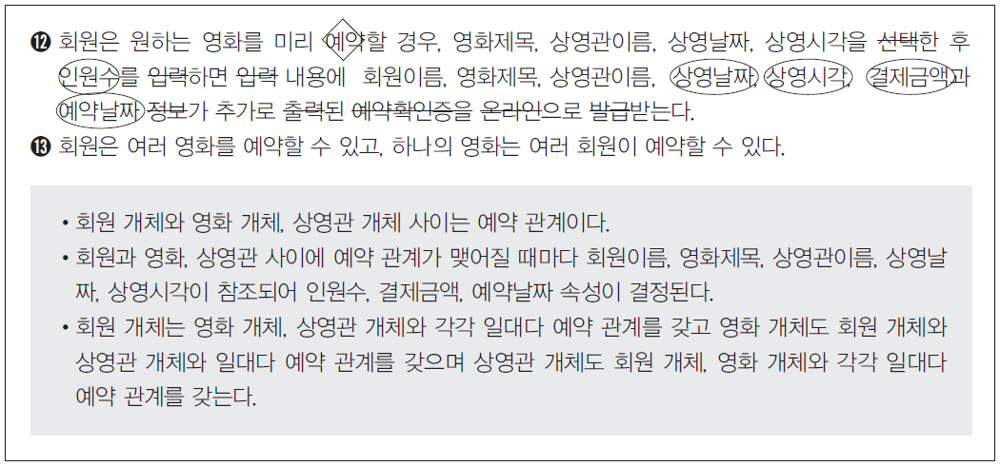 ⓬ 회원은 원하는 영화를 미리 예약할 경우, 영화제목, 상영관이름, 상영날짜, 상영시각을 선택한 후
인원수를 입력하면 입력 내용에 회원이름, 영화제목, 상영관이름, 상영날짜, 상영시각, 결제금액과
예약날짜 정보가 추가로 출력된 예약확인증을 온라인으로 발급받는다.
⓭ 회원은 여러 영화를 예약할 수 있고, 하나의 영화는 여러 회원이 예약할 수 있다.
• 회원 개체와 영화 개체, 상영관 개체 사이는 예약 관계이다.
• 회원과 영화, 상영관 사이에 예약 관계가 맺어질 때마다 회원이름, 영화제목, 상영관이름, 상영날
짜, 상영시각이 참조되어 인원수, 결제금액, 예약날짜 속성이 결정된다.
• 회원 개체는 영화 개체, 상영관 개체와 각각 일대다 예약 관계를 갖고 영화 개체도 회원 개체와
상영관 개체와 일대다 예약 관계를 갖으며 상영관 개체도 회원 개체, 영화 개체와 각각 일대다
예약 관계를 갖는다.